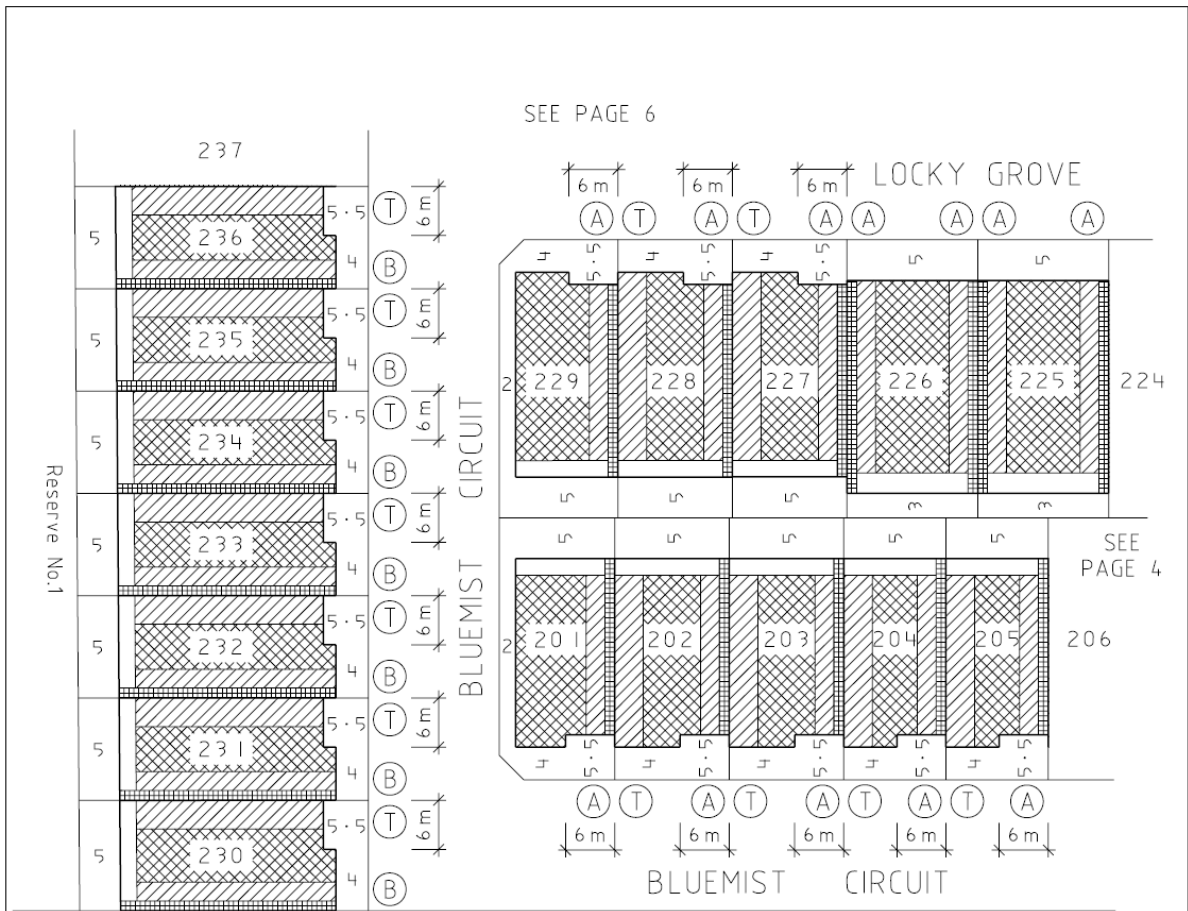 SEE PAGE 6
237
LOCKY GROVE
6 m 6 m 6 m
A T A T A A A A A
4 5.5 4 5.5 4 5.5 5 5
2 229 228 227 226 225 224
5 5 5 3 3
5 236 5.5 4 T B 6 m
5 235 5.5 4 T B 6 m
5 234 5.5 4 T B 6 m
5 233 5.5 4 T B 6 m
5 232 5.5 4 T B 6 m
5 231 5.5 4 T B 6 m
5 230 5.5 4 T B 6 m
Reserve No.1
BLUEMIST CIRCUIT
5 5 5 5 5
SEE
PAGE 4
2 201 202 203 204 205 206
4 5.5 4 5.5 4 5.5 4 5.5 4 5.5
A T A T A T A T A
6 m 6 m 6 m 6 m 6 m
BLUEMIST CIRCUIT